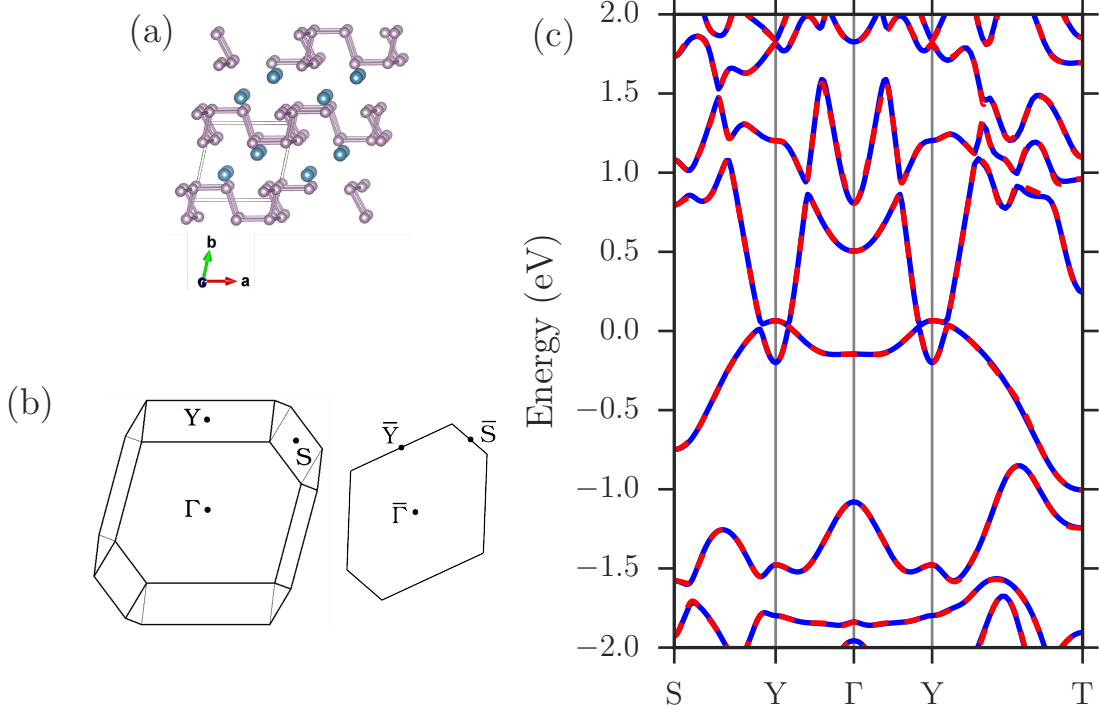 (a)
b
c
a
(b)
Y
S
Γ
Y̅
S̅
Γ̅
(c)
Energy (eV)
2.0
1.5
1.0
0.5
0.0
−0.5
−1.0
−1.5
−2.0
S Y Γ Y T